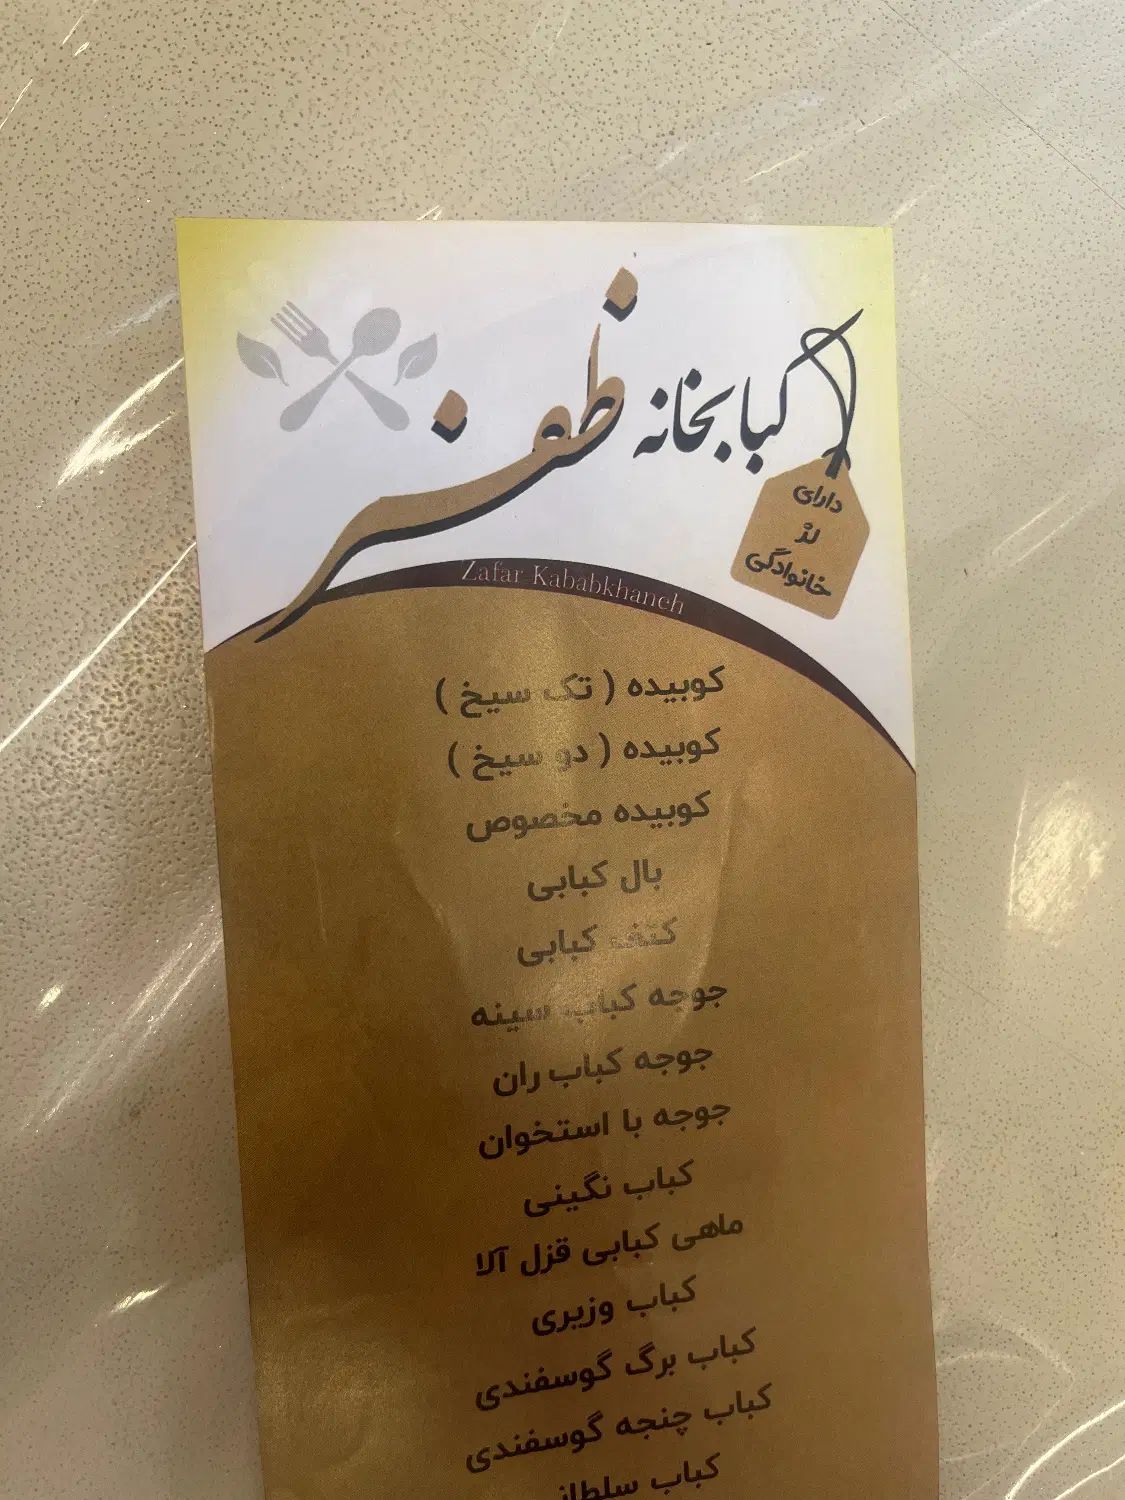 کبابخانه ظفر
دارای
لژ
خانوادگی
Zafar Kababkhaneh
کوبیده ( تک سیخ )
کوبیده ( دو سیخ )
کوبیده مخصوص
بال کبابی
کتف کبابی
جوجه کباب سینه
جوجه کباب ران
جوجه با استخوان
کباب نگینی
ماهی کبابی قزل آلا
کباب وزیری
کباب برگ گوسفندی
کباب چنجه گوسفندی
کباب سلطانی